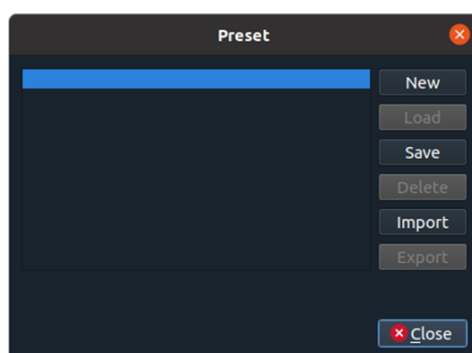 Preset
New
Load
Save
Delete
Import
Export
Close